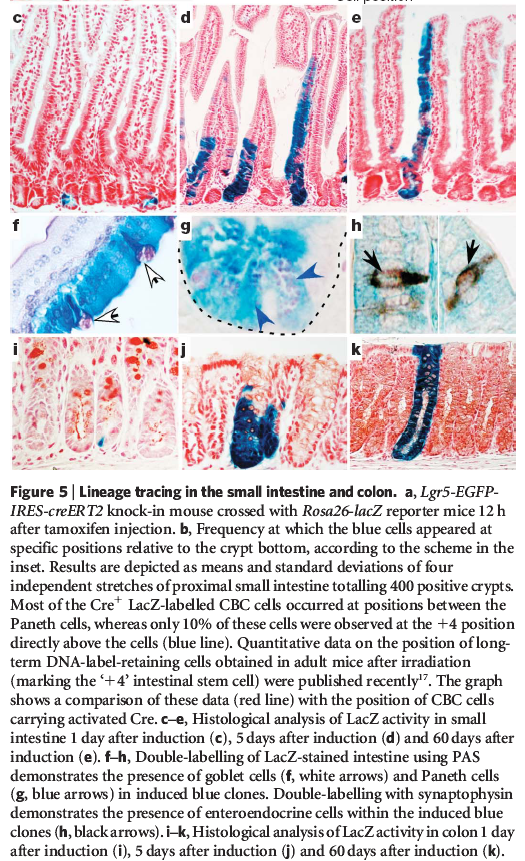 c
d
e
f
g
h
i
j
k
Figure 5 | Lineage tracing in the small intestine and colon. a, Lgr5-EGFP-
IRES-creERT2 knock-in mouse crossed with Rosa26-lacZ reporter mice 12 h
after tamoxifen injection. b, Frequency at which the blue cells appeared at
specific positions relative to the crypt bottom, according to the scheme in the
inset. Results are depicted as means and standard deviations of four
independent stretches of proximal small intestine totalling 400 positive crypts.
Most of the Cre⁺ LacZ-labelled CBC cells occurred at positions between the
Paneth cells, whereas only 10% of these cells were observed at the +4 position
directly above the cells (blue line). Quantitative data on the position of long-
term DNA-label-retaining cells obtained in adult mice after irradiation
(marking the ‘+4’ intestinal stem cell) were published recently¹⁷. The graph
shows a comparison of these data (red line) with the position of CBC cells
carrying activated Cre. c–e, Histological analysis of LacZ activity in small
intestine 1 day after induction (c), 5 days after induction (d) and 60 days after
induction (e). f–h, Double-labelling of LacZ-stained intestine using PAS
demonstrates the presence of goblet cells (f, white arrows) and Paneth cells
(g, blue arrows) in induced blue clones. Double-labelling with synaptophysin
demonstrates the presence of enteroendocrine cells within the induced blue
clones (h, black arrows). i–k, Histological analysis of LacZ activity in colon 1 day
after induction (i), 5 days after induction (j) and 60 days after induction (k).